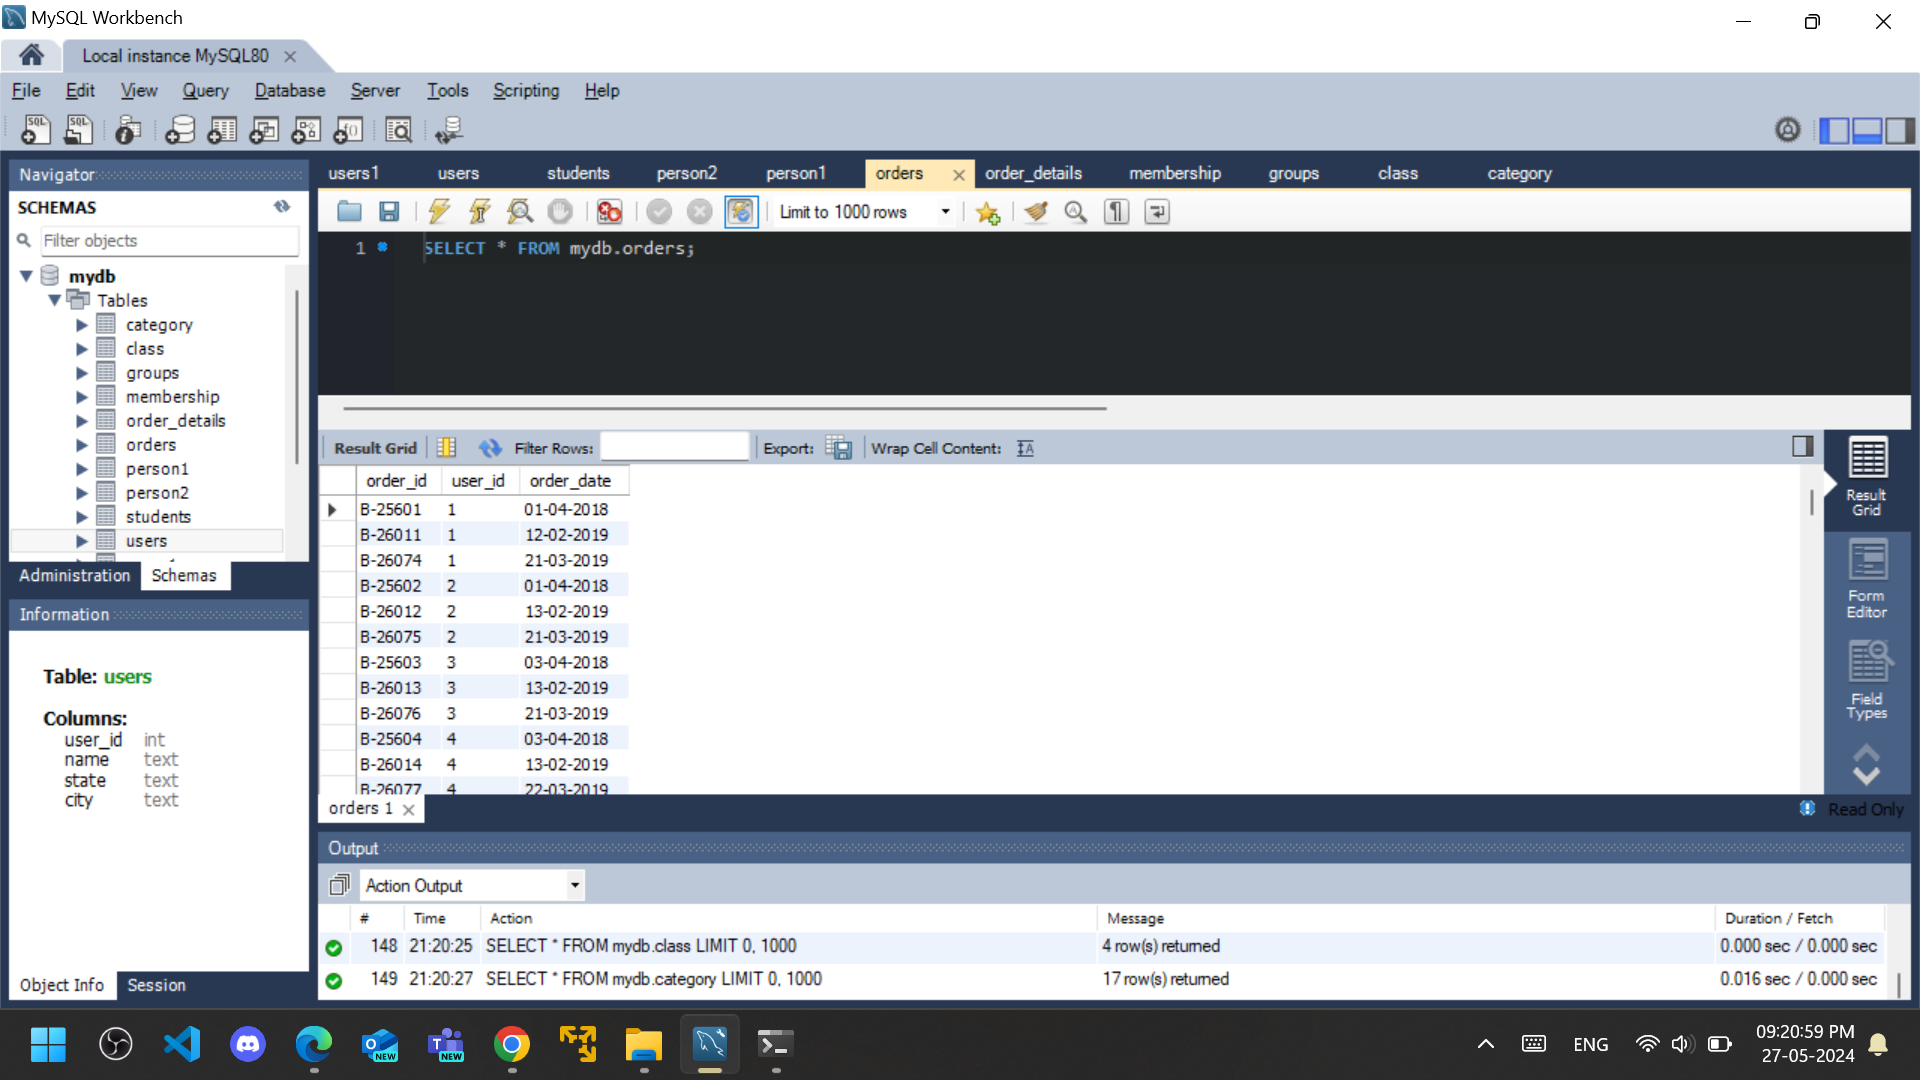 MySQL Workbench
Local instance MySQL80
File Edit View Query Database Server Tools Scripting Help
Navigator
SCHEMAS
Filter objects
mydb
Tables
category
class
groups
membership
order_details
orders
person1
person2
students
users
Administration Schemas
Information
Table: users
Columns:
user_id int
name text
state text
city text
Object Info Session
users1 users students person2 person1 orders order_details membership groups class category
Limit to 1000 rows
1 SELECT * FROM mydb.orders;
Result Grid Filter Rows: Export: Wrap Cell Content:
order_id user_id order_date
B-25601 1 01-04-2018
B-26011 1 12-02-2019
B-26074 1 21-03-2019
B-25602 2 01-04-2018
B-26012 2 13-02-2019
B-26075 2 21-03-2019
B-25603 3 03-04-2018
B-26013 3 13-02-2019
B-26076 3 21-03-2019
B-25604 4 03-04-2018
B-26014 4 13-02-2019
B-26077 4 22-03-2019
Result
Grid
Form
Editor
Field
Types
orders 1
Read Only
Output
Action Output
# Time Action Message Duration / Fetch
148 21:20:25 SELECT * FROM mydb.class LIMIT 0, 1000 4 row(s) returned 0.000 sec / 0.000 sec
149 21:20:27 SELECT * FROM mydb.category LIMIT 0, 1000 17 row(s) returned 0.016 sec / 0.000 sec
NEW NEW
ENG
09:20:59 PM
27-05-2024